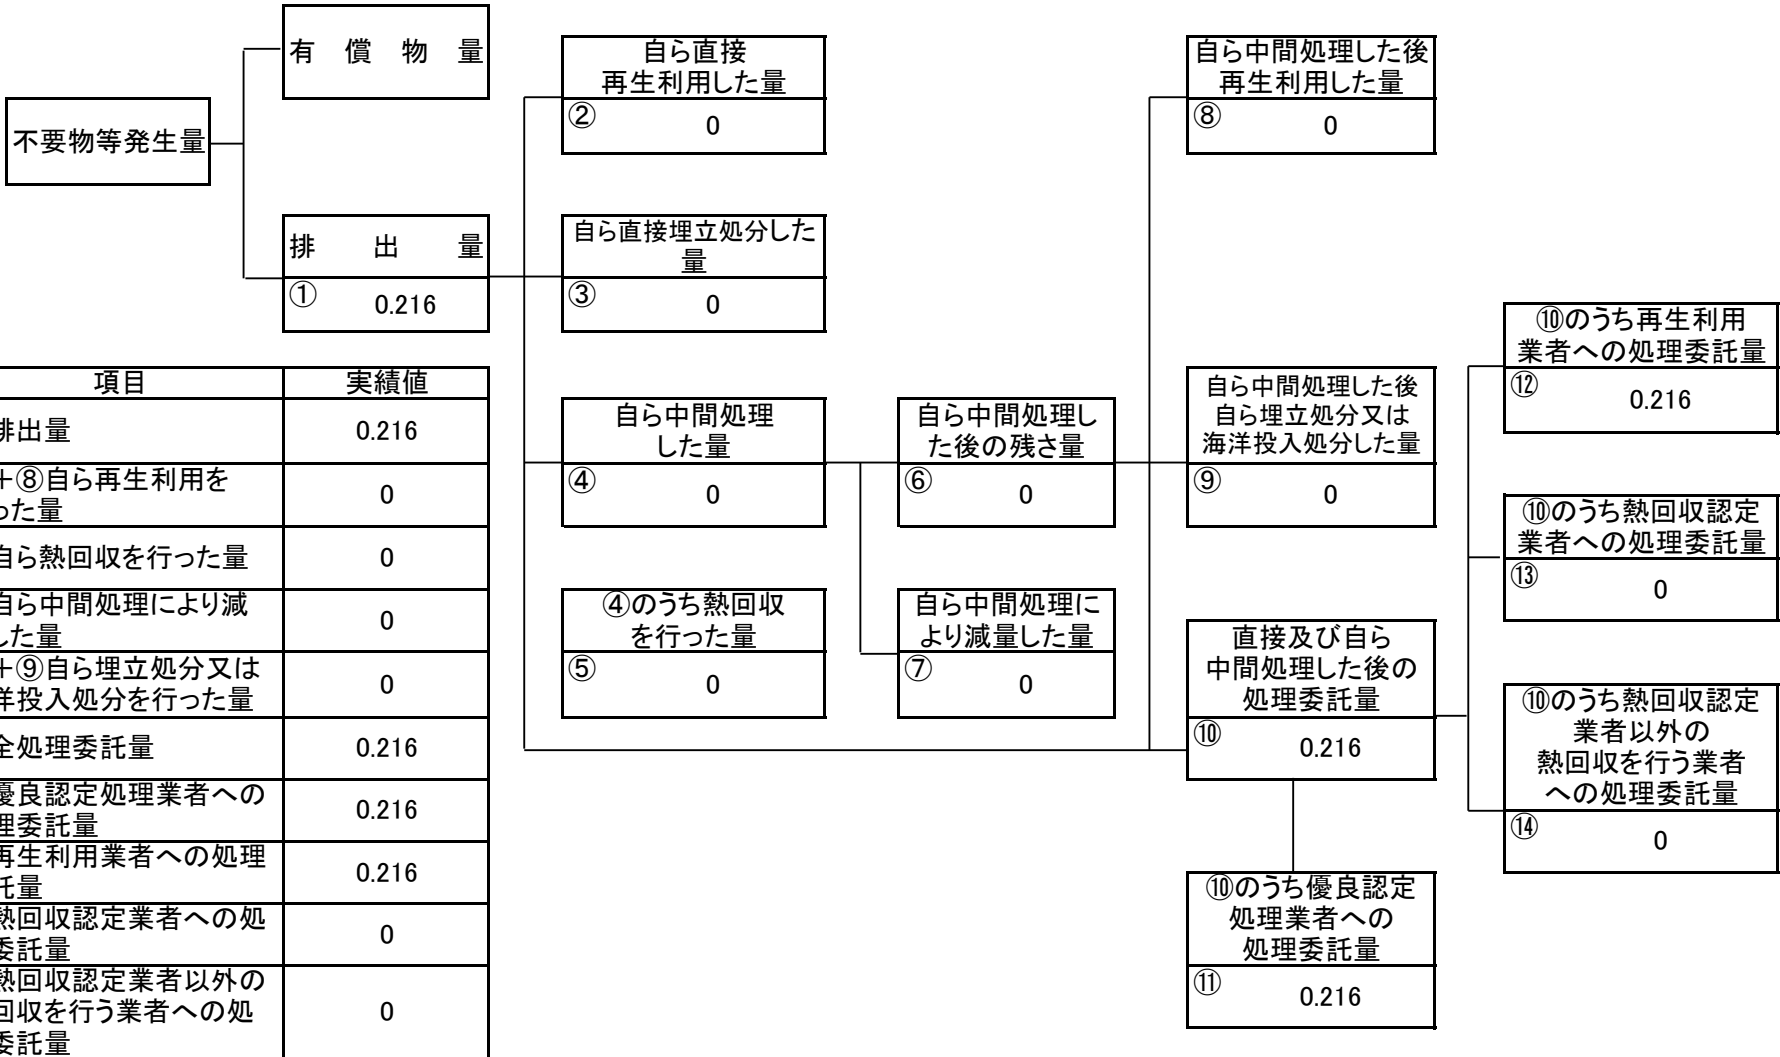 有償物量
不要物等発生量
排出量
①
0.216
自ら直接
再生利用した量
②
0
自ら直接埋立処分した
量
③
0
自ら中間処理
した量
④
0
④のうち熱回収
を行った量
⑤
0
自ら中間処理し
た後の残さ量
⑥
0
自ら中間処理に
より減量した量
⑦
0
自ら中間処理した後
再生利用した量
⑧
0
自ら中間処理した後
自ら埋立処分又は
海洋投入処分した量
⑨
0
直接及び自ら
中間処理した後の
処理委託量
⑩
0.216
⑩のうち優良認定
処理業者への
処理委託量
⑪
0.216
⑩のうち再生利用
業者への処理委託量
⑫
0.216
⑩のうち熱回収認定
業者への処理委託量
⑬
0
⑩のうち熱回収認定
業者以外の
熱回収を行う業者
への処理委託量
⑭
0
項目 実績値
排出量 0.216
+⑧自ら再生利用を
った量
0
自ら熱回収を行った量 0
自ら中間処理により減
した量
0
+⑨自ら埋立処分又は
洋投入処分を行った量
0
全処理委託量 0.216
優良認定処理業者への
理委託量
0.216
再生利用業者への処理
託量
0.216
熱回収認定業者への処
委託量
0
熱回収認定業者以外の
回収を行う業者への処
委託量
0